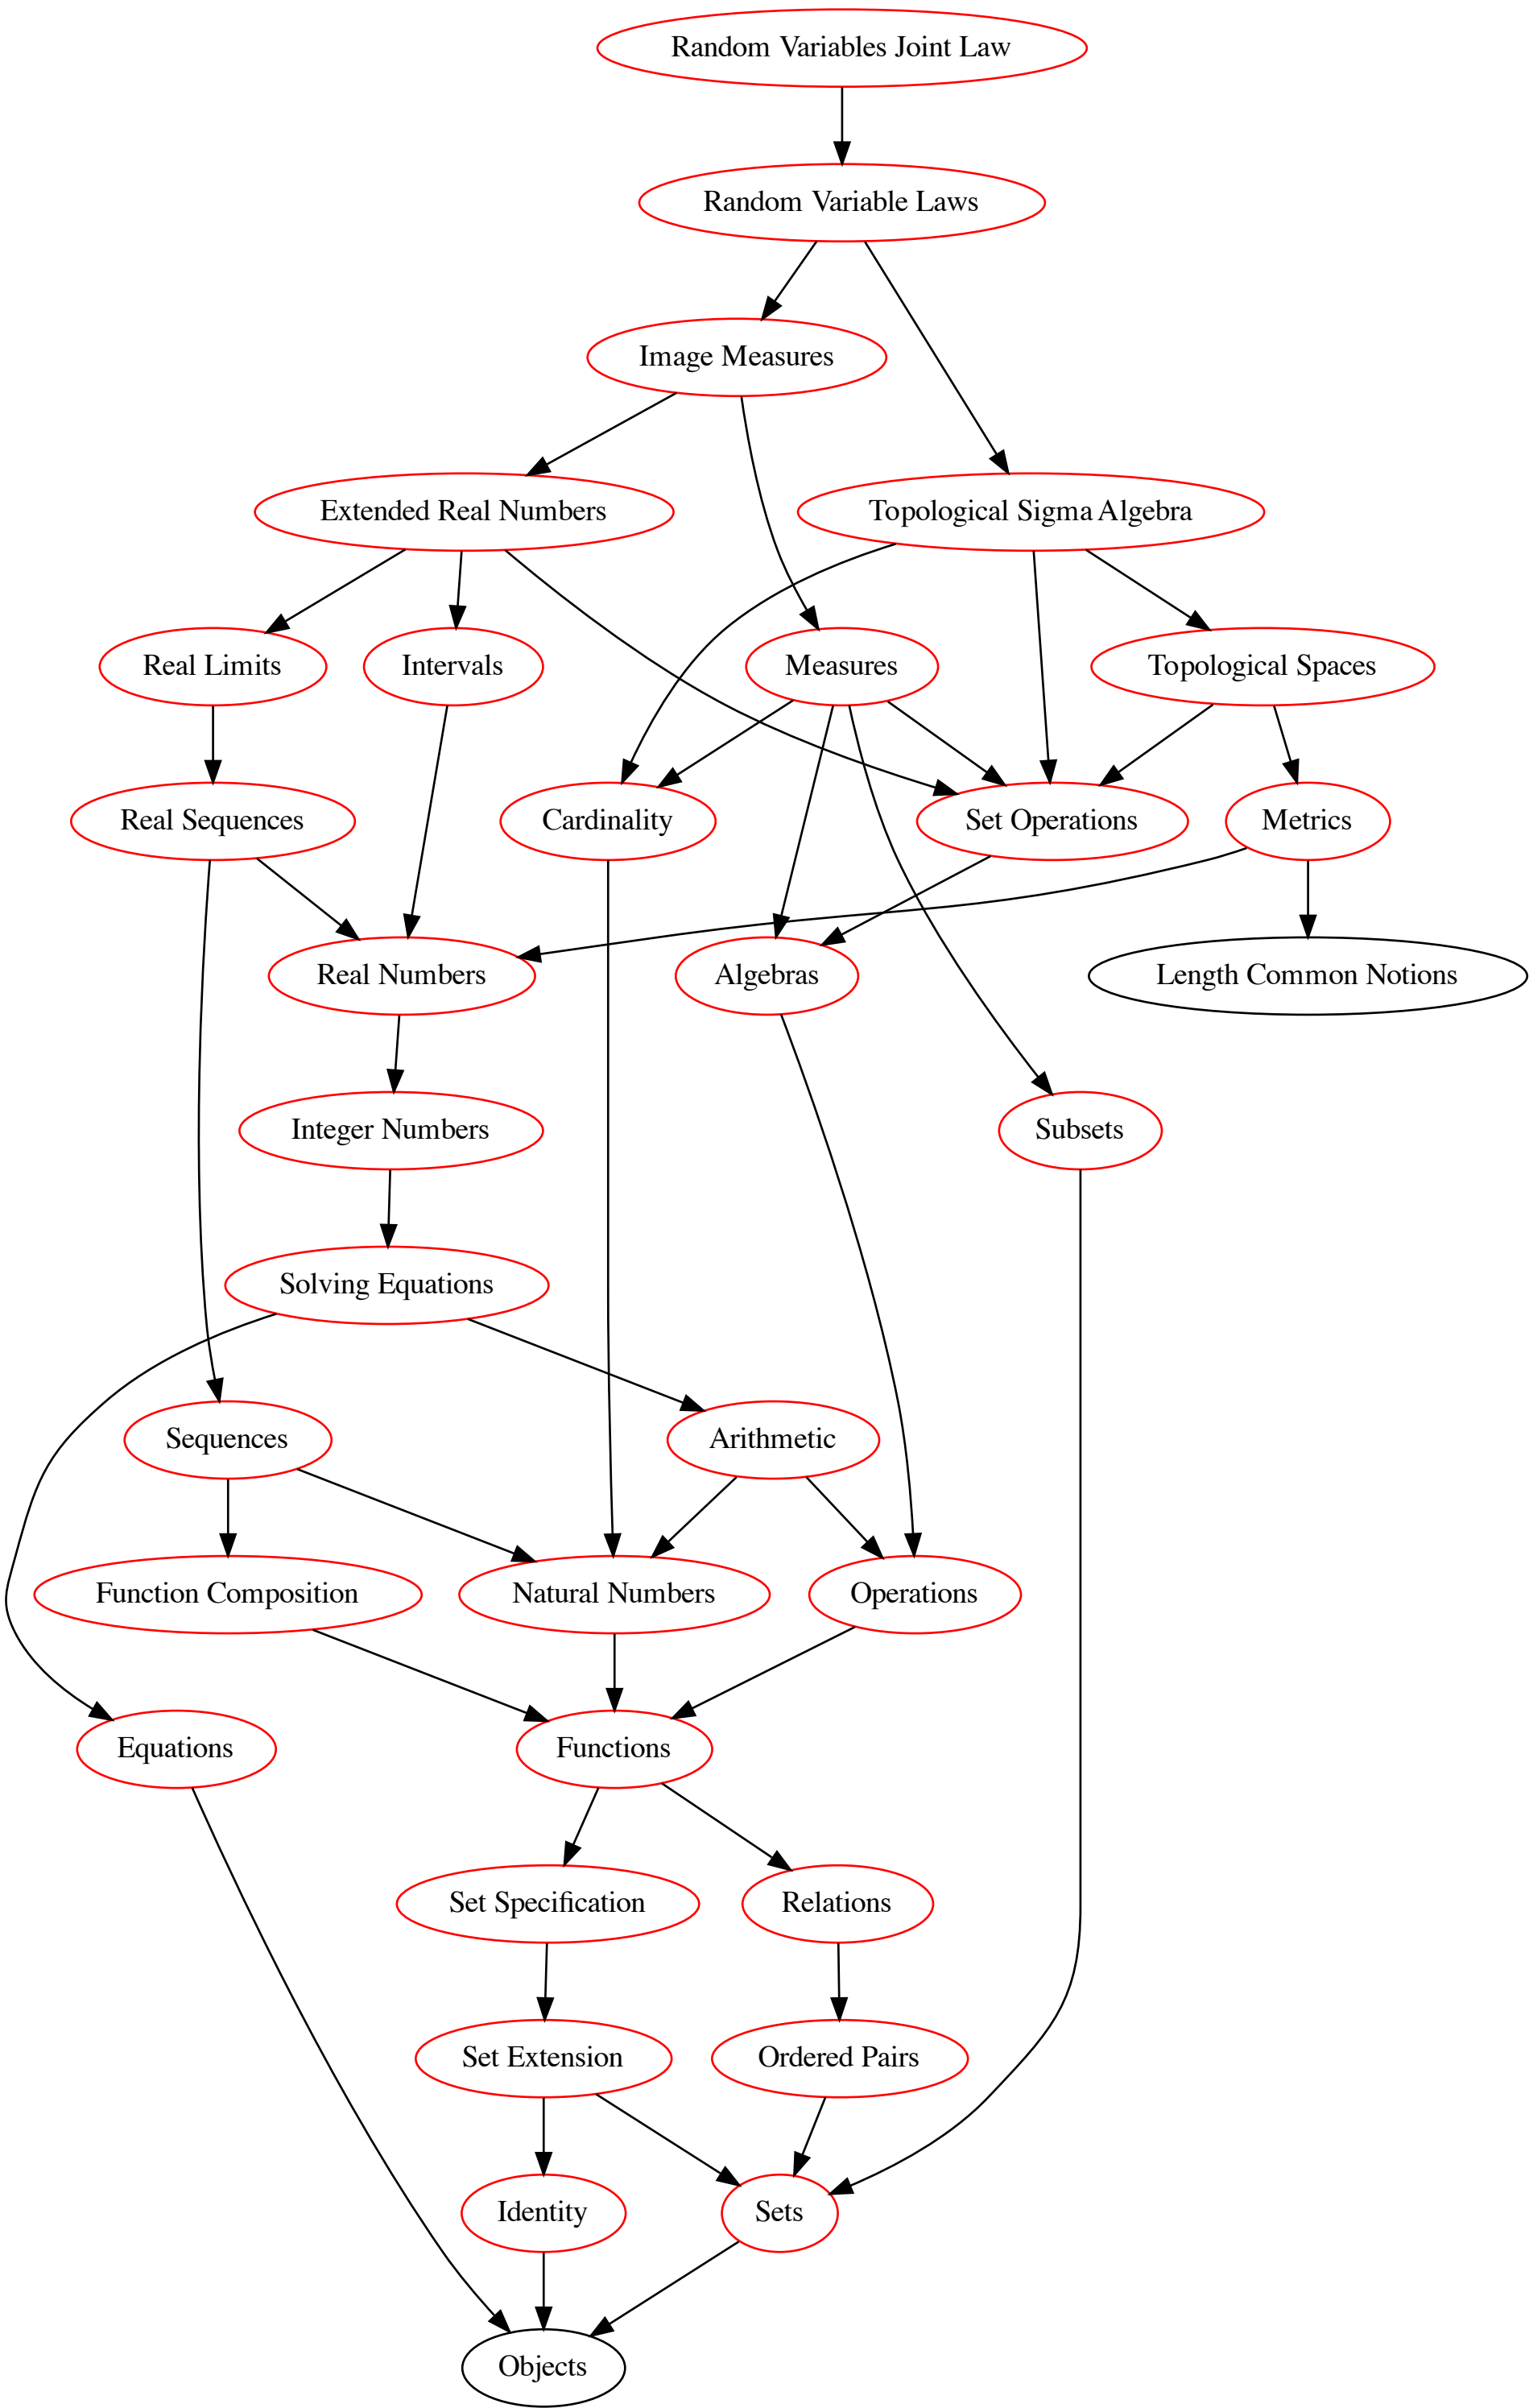 Random Variables Joint Law
Random Variable Laws
Image Measures
Extended Real Numbers
Topological Sigma Algebra
Real Limits
Intervals
Measures
Topological Spaces
Real Sequences
Cardinality
Set Operations
Metrics
Real Numbers
Algebras
Length Common Notions
Integer Numbers
Subsets
Solving Equations
Sequences
Arithmetic
Function Composition
Natural Numbers
Operations
Equations
Functions
Set Specification
Relations
Set Extension
Ordered Pairs
Identity
Sets
Objects